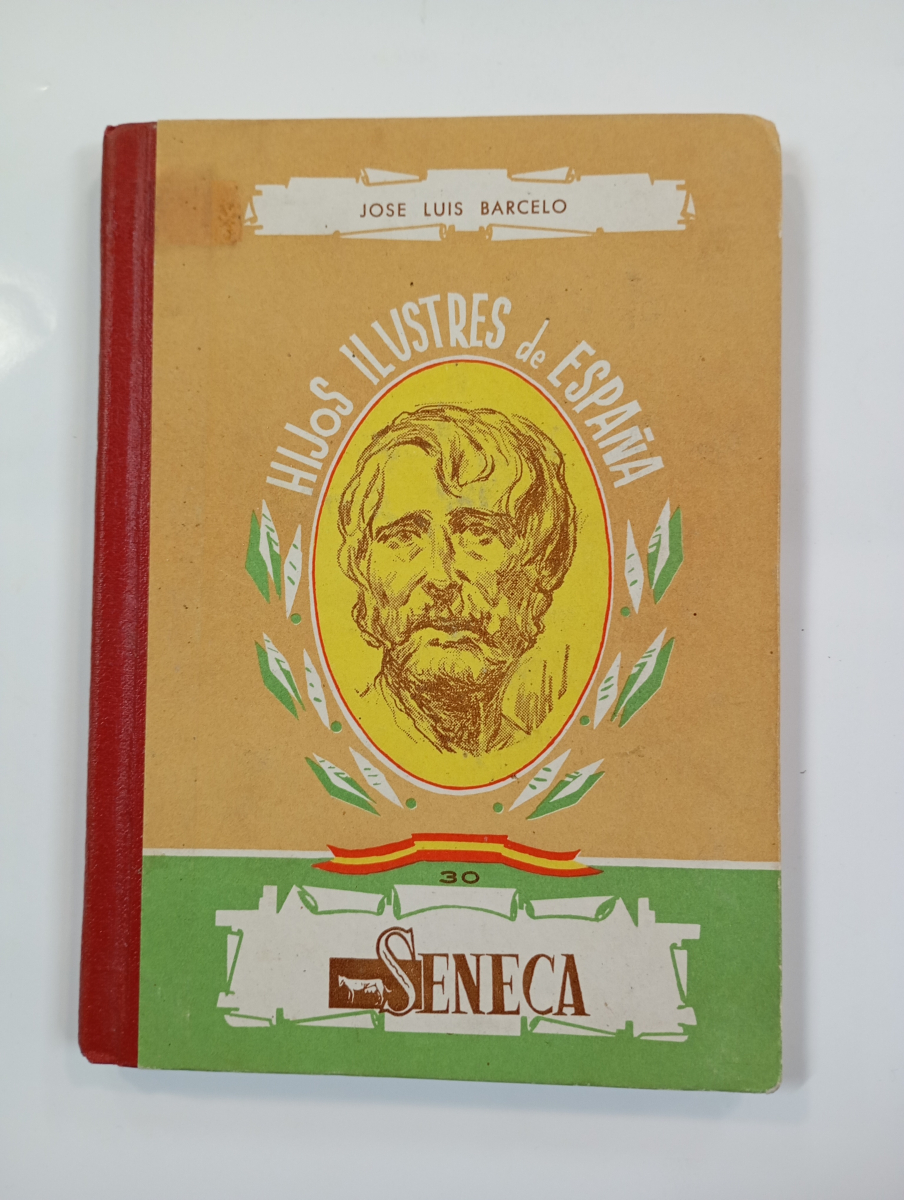 JOSE LUIS BARCELO
HIJOS ILUSTRES de ESPAÑA
30
SENECA